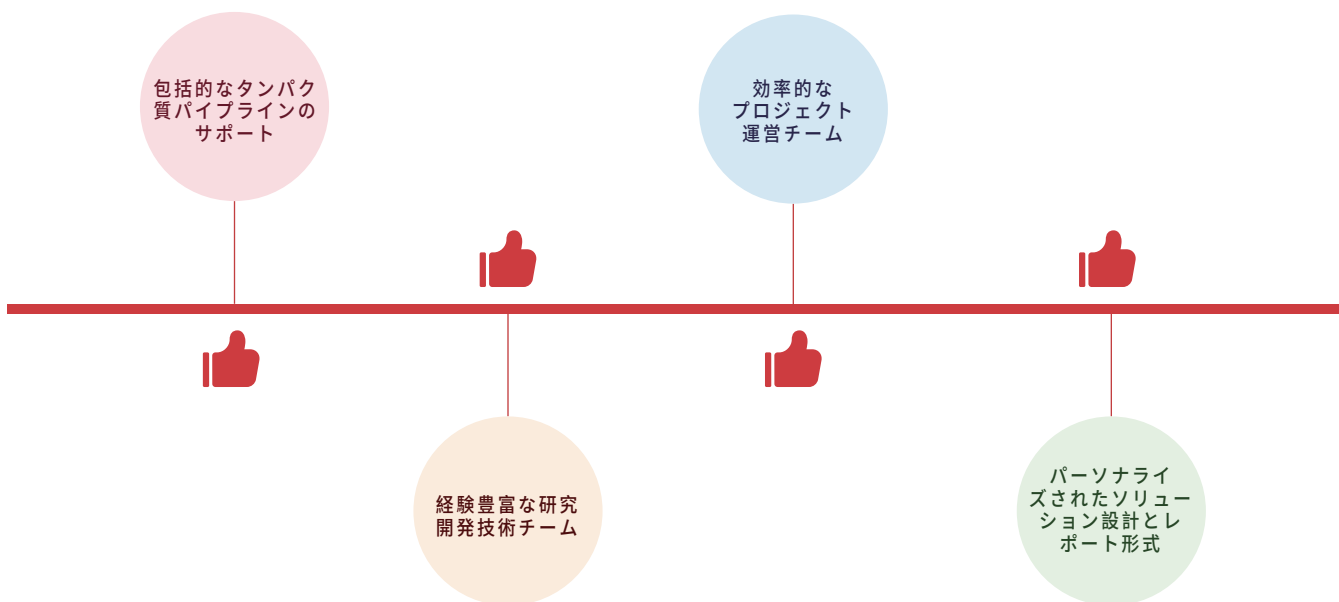 包括的なタンパク
質パイプラインの
サポート
効率的な
プロジェクト
運営チーム
経験豊富な研究
開発技術チーム
パーソナライ
ズされたソリュー
ション設計とレ
ポート形式